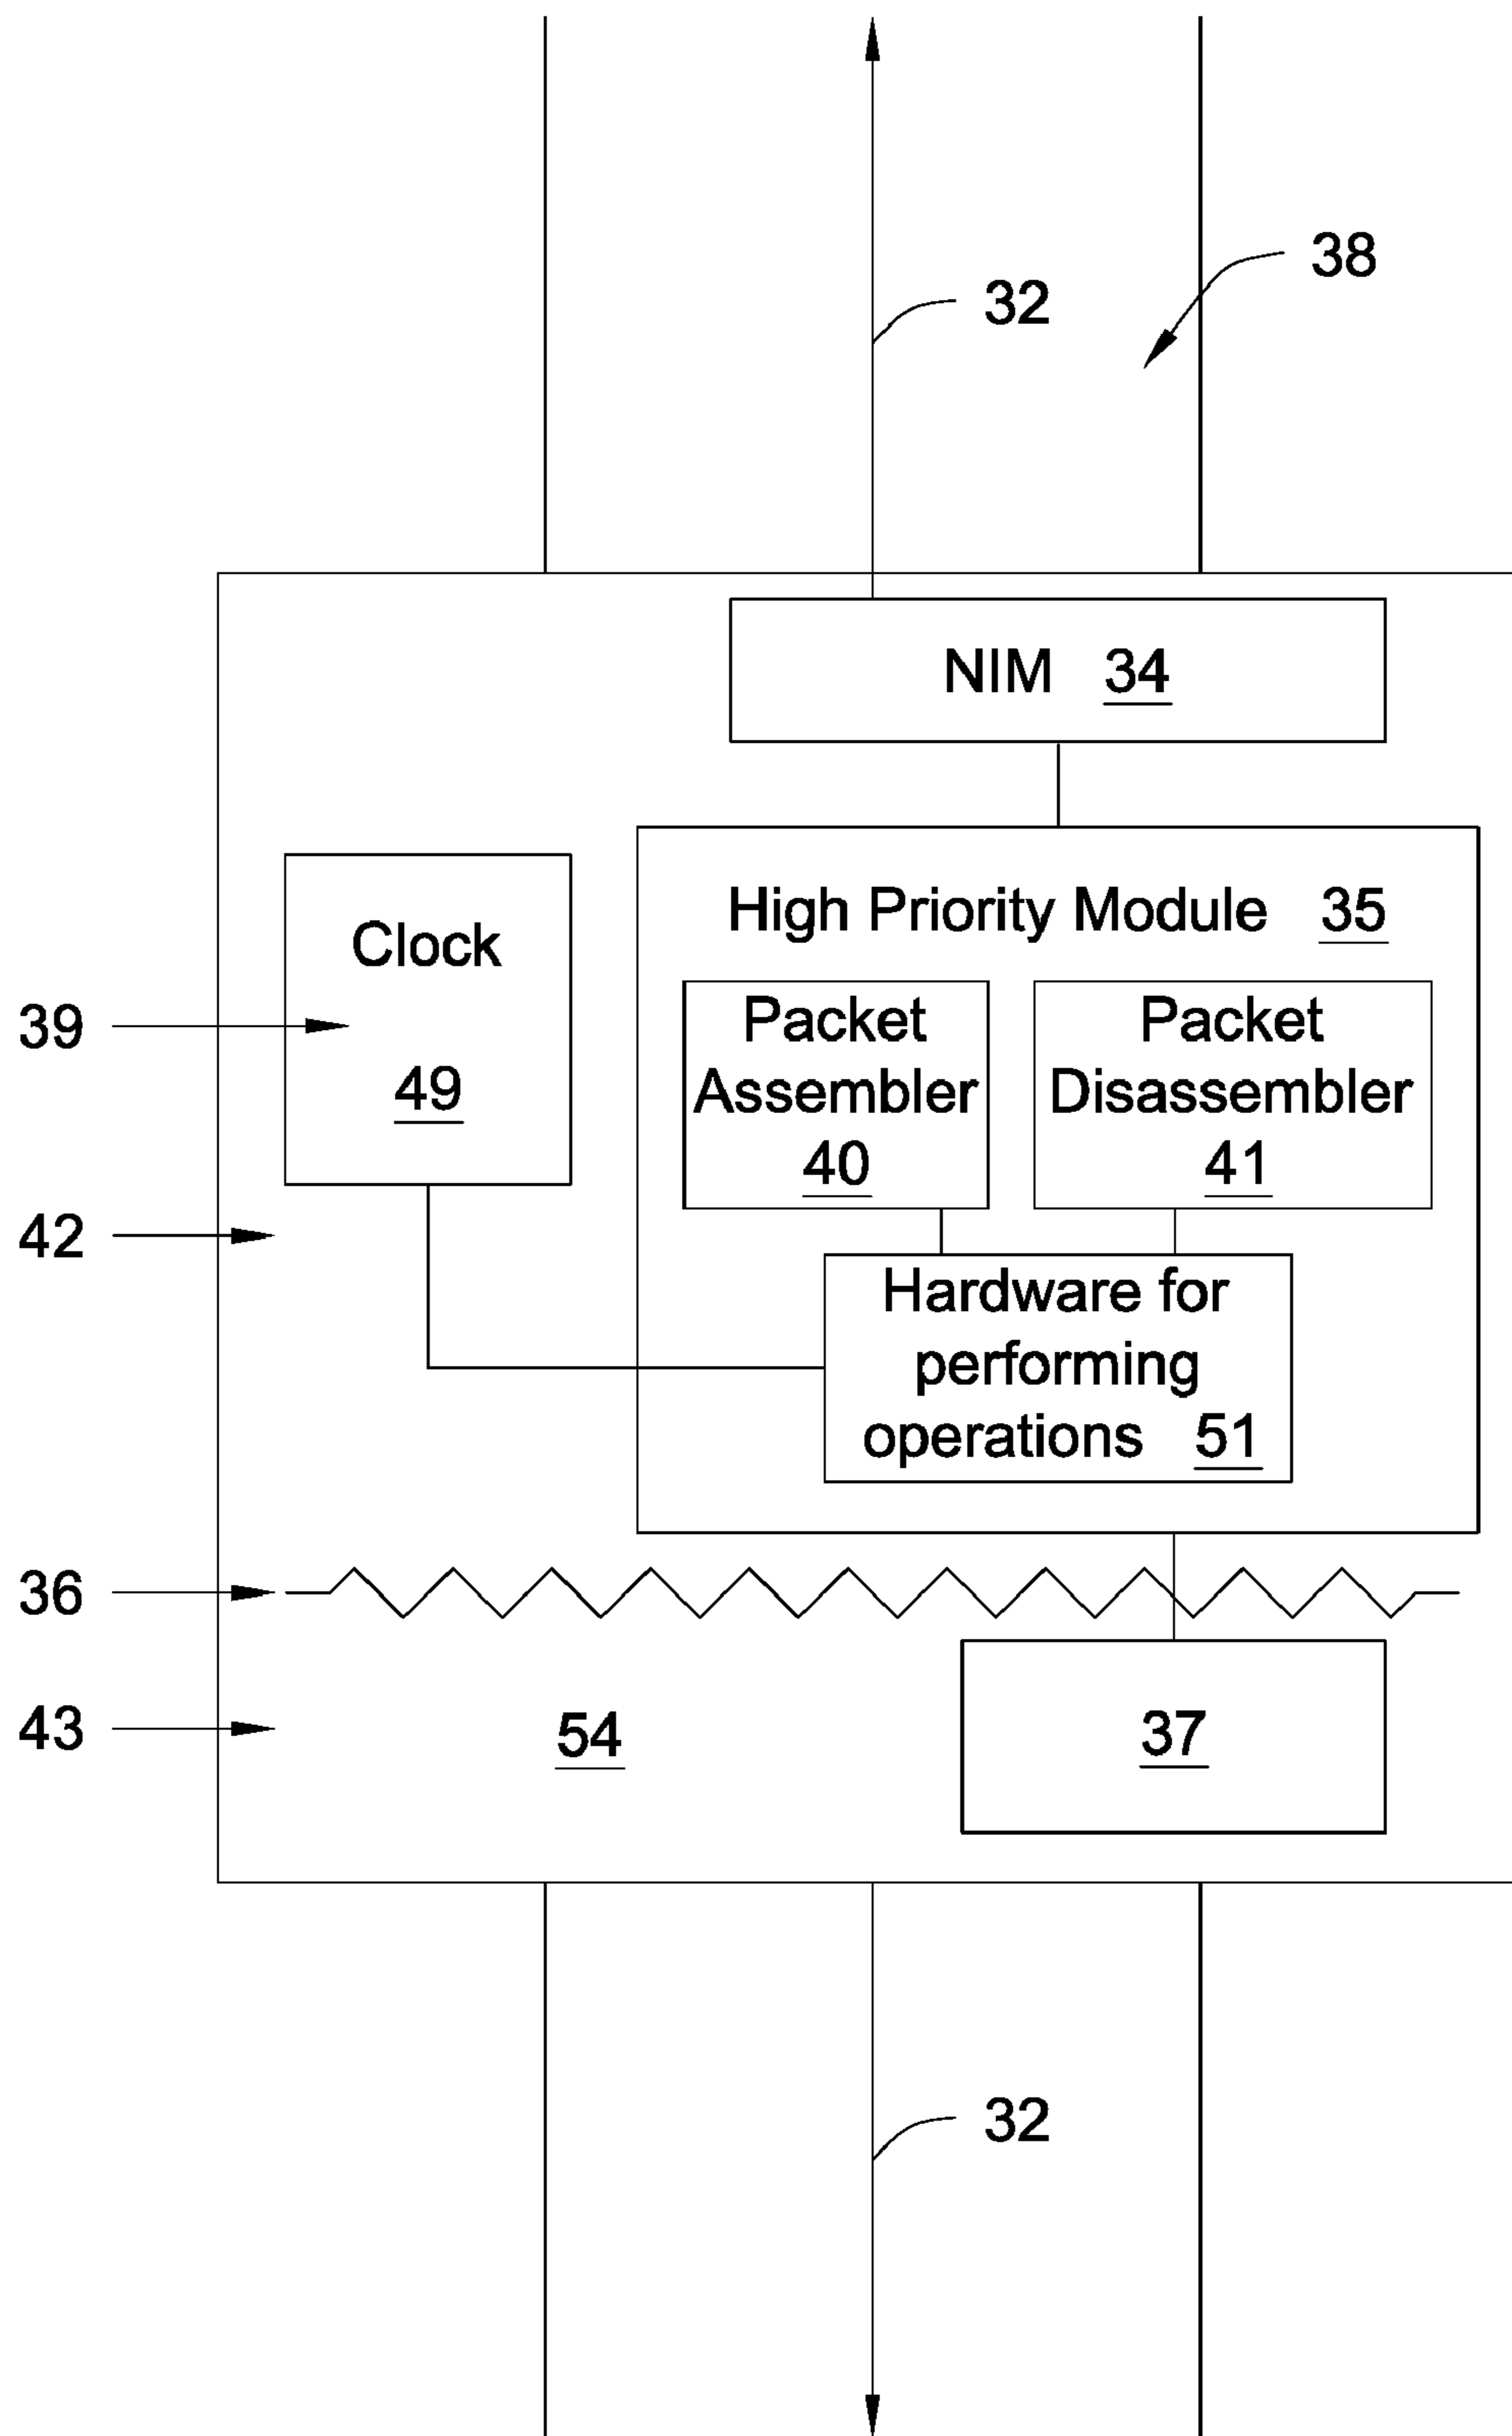 38
32
NIM 34
High Priority Module 35
Clock
39
49
Packet
Assembler
40
Packet
Disassembler
41
42
Hardware for
performing
operations 51
36
43
54
37
32